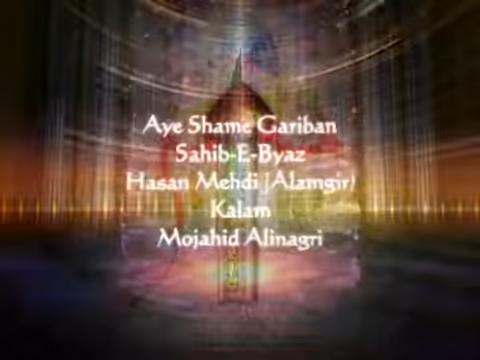 Aye Shame Gariban
Sahib-E-Byaz
Hasan Mehdi (Alamgir)
Kalam
Mojahid Alinagri